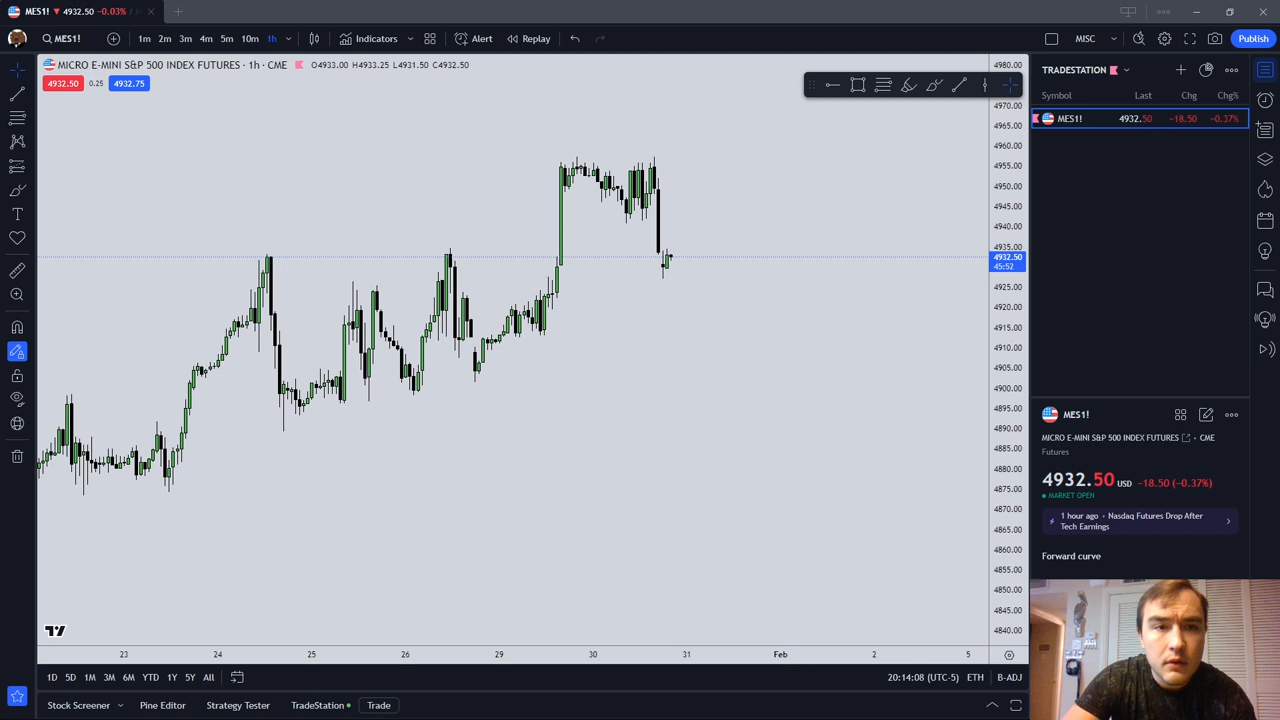 MES1! 4932.50 −0.03% /
MES1! 1m 2m 3m 4m 5m 10m 1h Indicators Alert Replay MISC Publish
MICRO E-MINI S&P 500 INDEX FUTURES · 1h · CME O4933.00 H4933.25 L4931.50 C4932.50
4932.50 0.25 4932.75
4980.00
4970.00
4965.00
4960.00
4955.00
4950.00
4945.00
4940.00
4935.00
4932.50
45:52
4925.00
4920.00
4915.00
4910.00
4905.00
4900.00
4895.00
4890.00
4885.00
4880.00
4875.00
4870.00
4865.00
4860.00
4855.00
4850.00
4845.00
4840.00
23 24 25 26 29 30 31 Feb 2 5
1D 5D 1M 3M 6M YTD 1Y 5Y All 20:14:08 (UTC-5) ETH B-ADJ
Stock Screener Pine Editor Strategy Tester TradeStation Trade
TRADESTATION
Symbol Last Chg Chg%
MES1! 4932.50 −18.50 −0.37%
MES1!
MICRO E-MINI S&P 500 INDEX FUTURES • CME
Futures
4932.50 USD −18.50 (−0.37%)
MARKET OPEN
1 hour ago • Nasdaq Futures Drop After
Tech Earnings
Forward curve